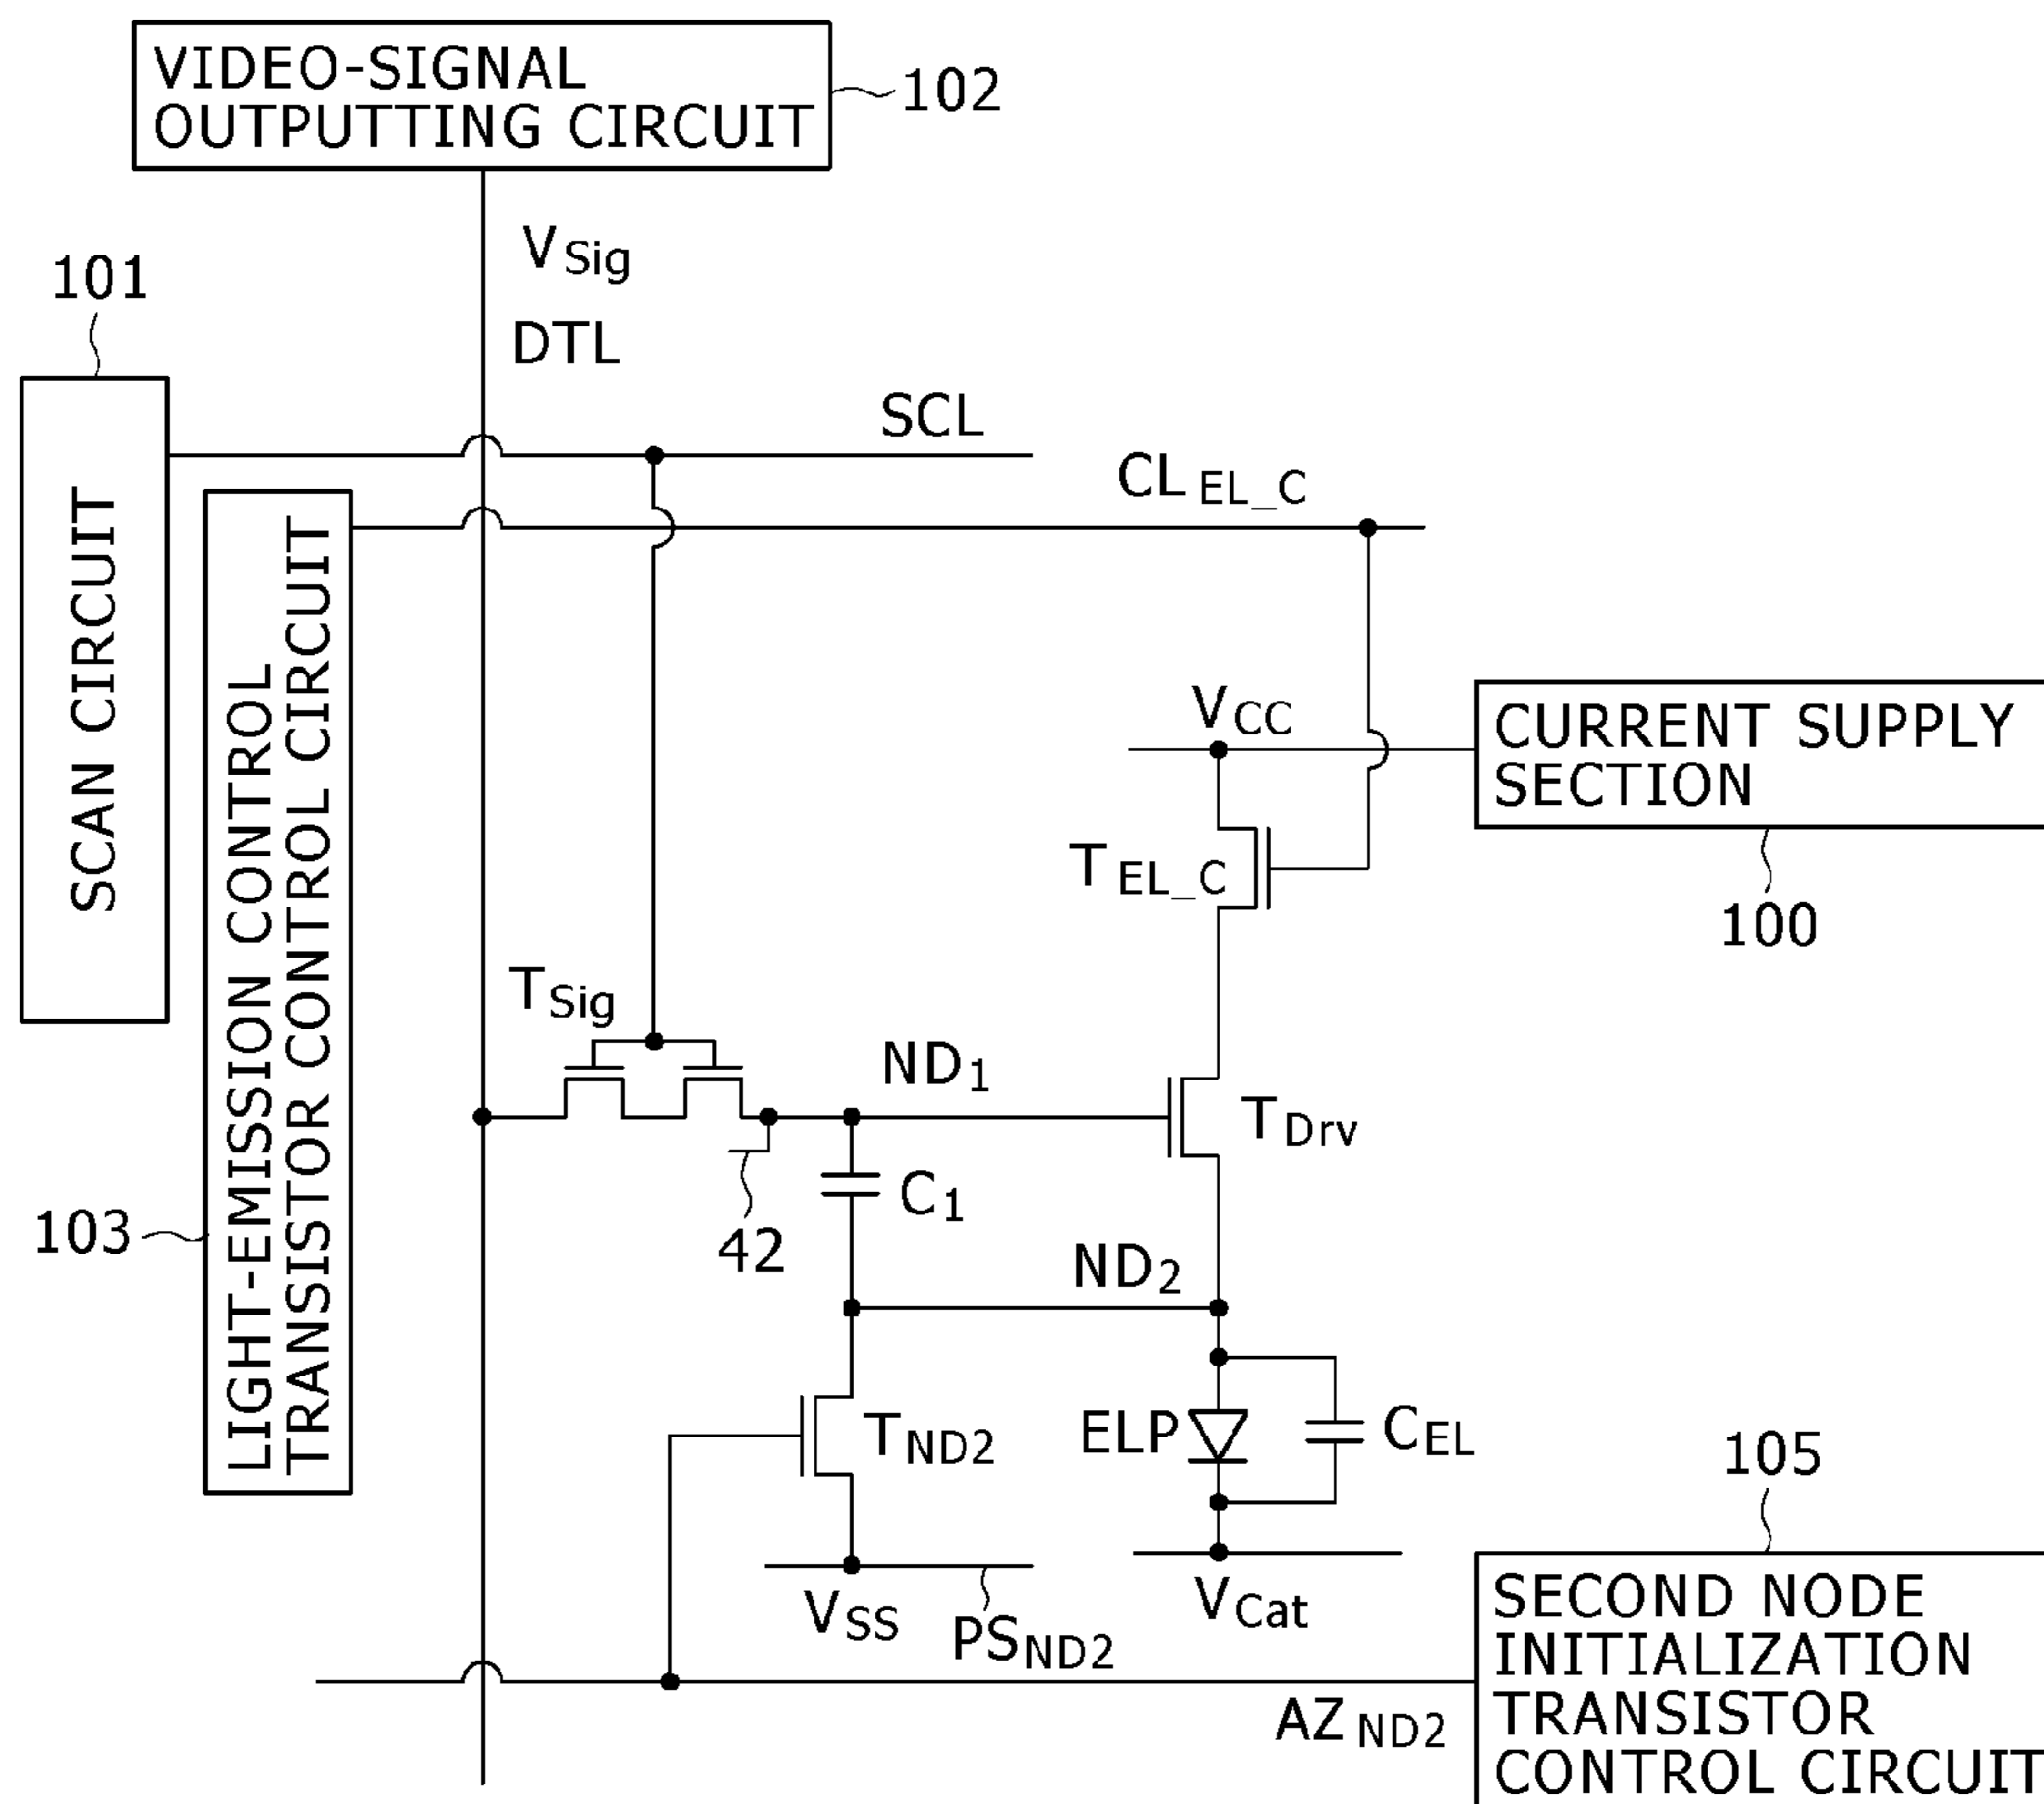 VIDEO-SIGNAL
OUTPUTTING CIRCUIT
102
VSig
DTL
101
SCAN CIRCUIT
SCL
CLEL_C
LIGHT-EMISSION CONTROL
TRANSISTOR CONTROL CIRCUIT
103
VCC
CURRENT SUPPLY
SECTION
100
TEL_C
TSig
ND1
TDrv
42
C1
ND2
TND2
ELP
CEL
105
VSS
PSND2
VCat
AZND2
SECOND NODE
INITIALIZATION
TRANSISTOR
CONTROL CIRCUIT